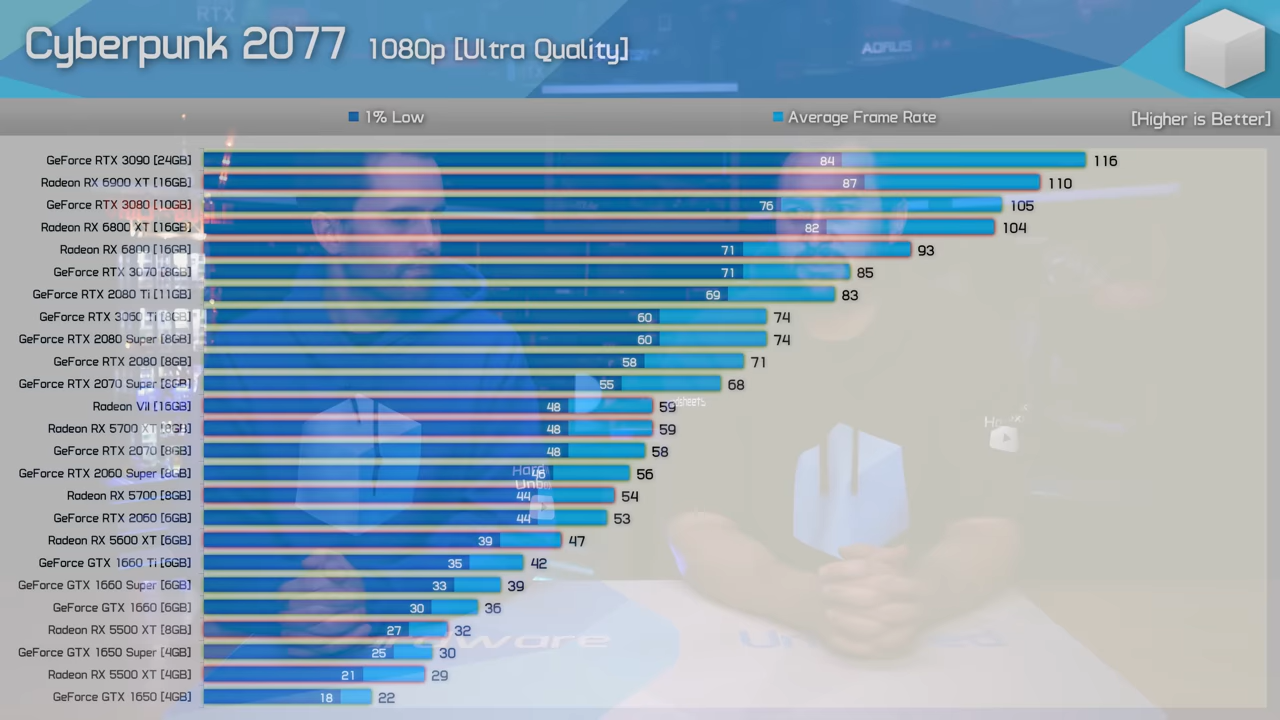 RTX
AORUS
Cyberpunk 2077 1080p [Ultra Quality]
1% Low Average Frame Rate [Higher is Better]
GeForce RTX 3090 [24GB] 84 116
Radeon RX 6900 XT [16GB] 87 110
GeForce RTX 3080 [10GB] 76 105
Radeon RX 6800 XT [16GB] 82 104
Radeon RX 6800 [16GB] 71 93
GeForce RTX 3070 [8GB] 71 85
GeForce RTX 2080 Ti [11GB] 69 83
GeForce RTX 3060 Ti [8GB] 60 74
GeForce RTX 2080 Super [8GB] 60 74
GeForce RTX 2080 [8GB] 58 71
GeForce RTX 2070 Super [8GB] 55 68
Radeon VII [16GB] 48 59
Radeon RX 5700 XT [8GB] 48 59
GeForce RTX 2070 [8GB] 48 58
GeForce RTX 2060 Super [8GB] 46 56
Radeon RX 5700 [8GB] 44 54
GeForce RTX 2060 [6GB] 44 53
Radeon RX 5600 XT [6GB] 39 47
GeForce GTX 1660 Ti [6GB] 35 42
GeForce GTX 1660 Super [6GB] 33 39
GeForce GTX 1660 [6GB] 30 36
Radeon RX 5500 XT [8GB] 27 32
GeForce GTX 1650 Super [4GB] 25 30
Radeon RX 5500 XT [4GB] 21 29
GeForce GTX 1650 [4GB] 18 22